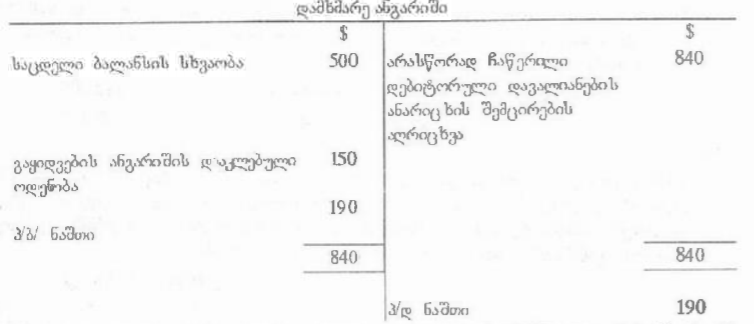 დამხმარე ანგარიში
$ $
საცდელი ბალანსის სხვაობა 500 არასწორად ჩაწერილი 840
დებიტორული დავალიანების
ანარიცხის შემცირების
აღრიცხვა
გაყიდვების ანგარიშის დაკლებული 150
ოდენობა
190
პ/ბ/ ნაშთი
840 840
პ/დ ნაშთი 190